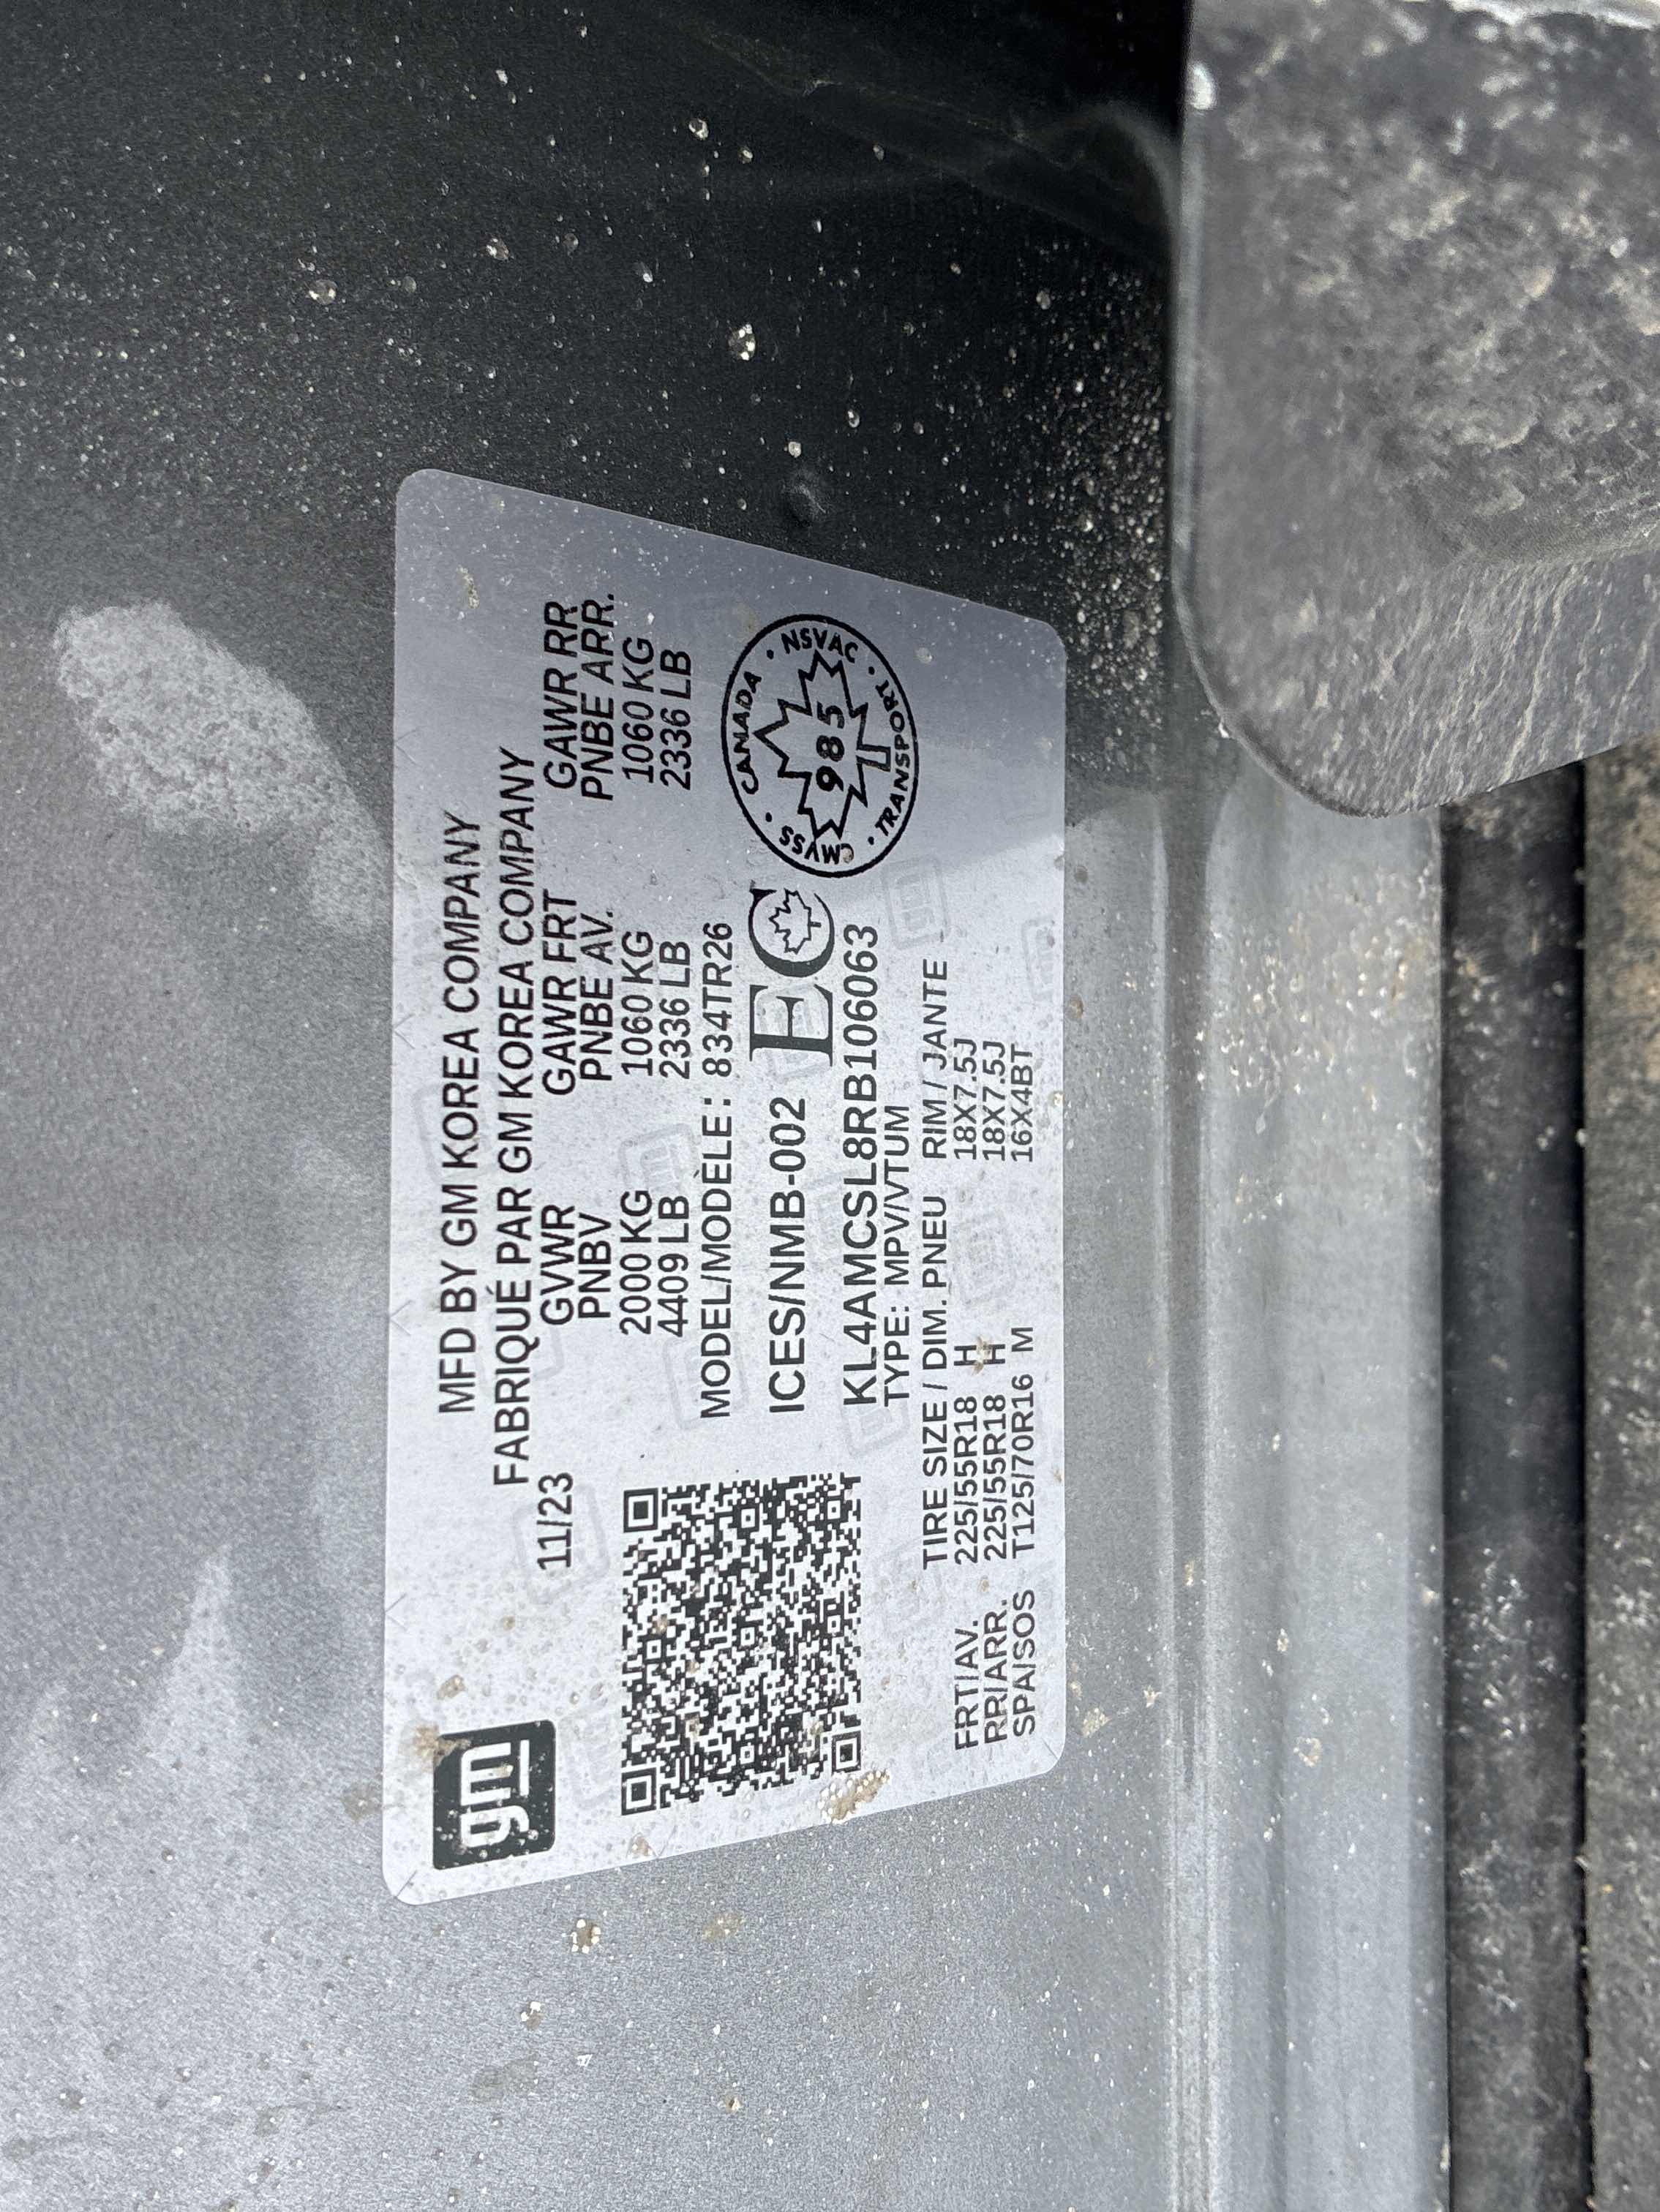 gm
MFD BY GM KOREA COMPANY
FABRIQUÉ PAR GM KOREA COMPANY
11/23 GVWR GAWR FRT GAWR RR
PNBV PNBE AV. PNBE ARR.
2000 KG 1060 KG 1060 KG
4409 LB 2336 LB 2336 LB
MODEL/MODÈLE : 834TR26
ICES/NMB-002 EC
CANADA · NSVAC · TRANSPORT · CMVSS ·
985
KL4AMCSL8RB106063
TYPE: MPV/VTUM
TIRE SIZE / DIM. PNEU RIM / JANTE
FRT/AV. 225/55R18 H 18X7.5J
RR/ARR. 225/55R18 H 18X7.5J
SPA/SOS T125/70R16 M 16X4BT